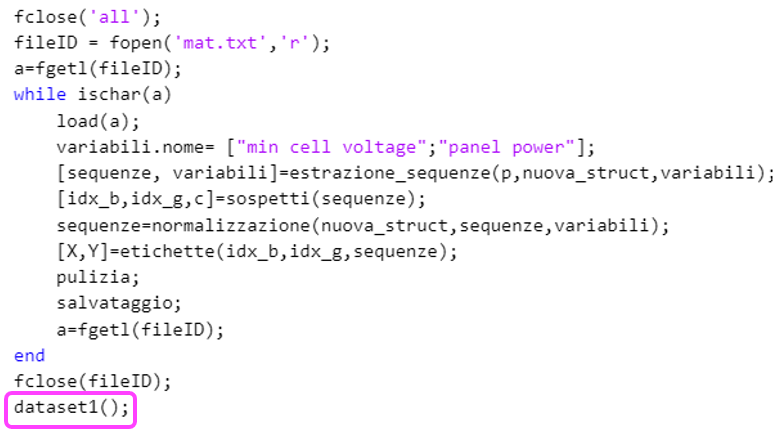 fclose('all');
fileID = fopen('mat.txt','r');
a=fgetl(fileID);
while ischar(a)
    load(a);
    variabili.nome= ["min cell voltage";"panel power"];
    [sequenze, variabili]=estrazione_sequenze(p,nuova_struct,variabili);
    [idx_b,idx_g,c]=sospetti(sequenze);
    sequenze=normalizzazione(nuova_struct,sequenze,variabili);
    [X,Y]=etichette(idx_b,idx_g,sequenze);
    pulizia;
    salvataggio;
    a=fgetl(fileID);
end
fclose(fileID);
dataset1();